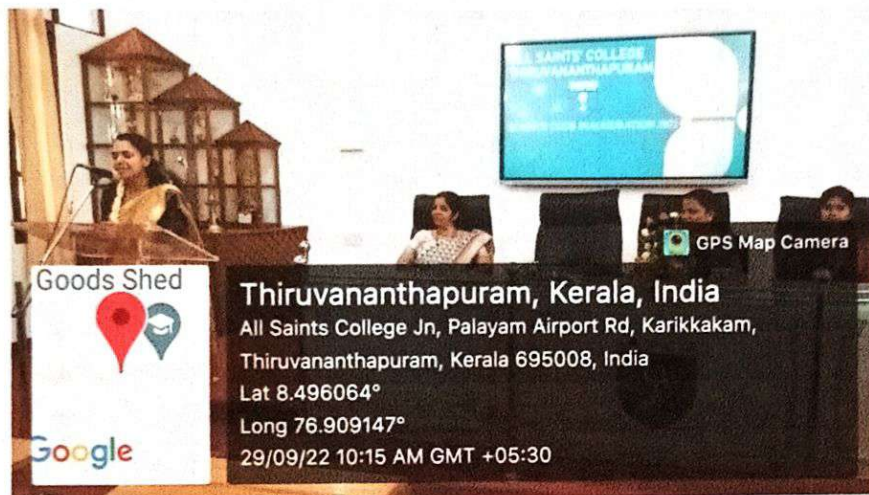 ALL SAINTS' COLLEGE
THIRUVANANTHAPURAM
GPS Map Camera
Goods Shed
Google
Thiruvananthapuram, Kerala, India
All Saints College Jn, Palayam Airport Rd, Karikkakam,
Thiruvananthapuram, Kerala 695008, India
Lat 8.496064°
Long 76.909147°
29/09/22 10:15 AM GMT +05:30